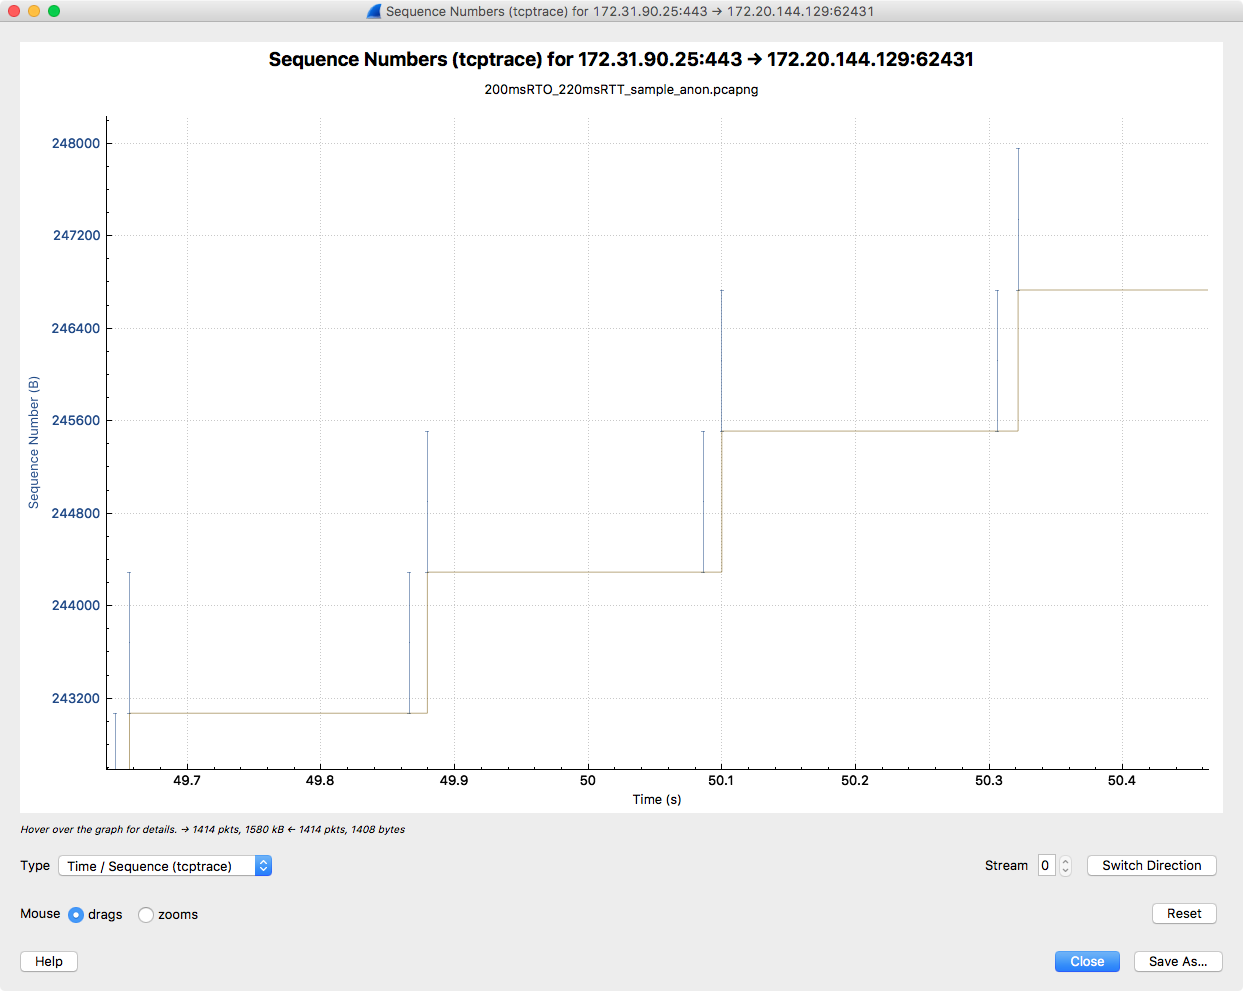 Sequence Numbers (tcptrace) for 172.31.90.25:443 → 172.20.144.129:62431
Sequence Numbers (tcptrace) for 172.31.90.25:443 → 172.20.144.129:62431
200msRTO_220msRTT_sample_anon.pcapng
248000
247200
246400
245600
244800
244000
243200
Sequence Number (B)
49.7 49.8 49.9 50 50.1 50.2 50.3 50.4
Time (s)
Hover over the graph for details. → 1414 pkts, 1580 kB ← 1414 pkts, 1408 bytes
Type Time / Sequence (tcptrace) Stream 0 Switch Direction
Mouse drags zooms Reset
Help Close Save As...